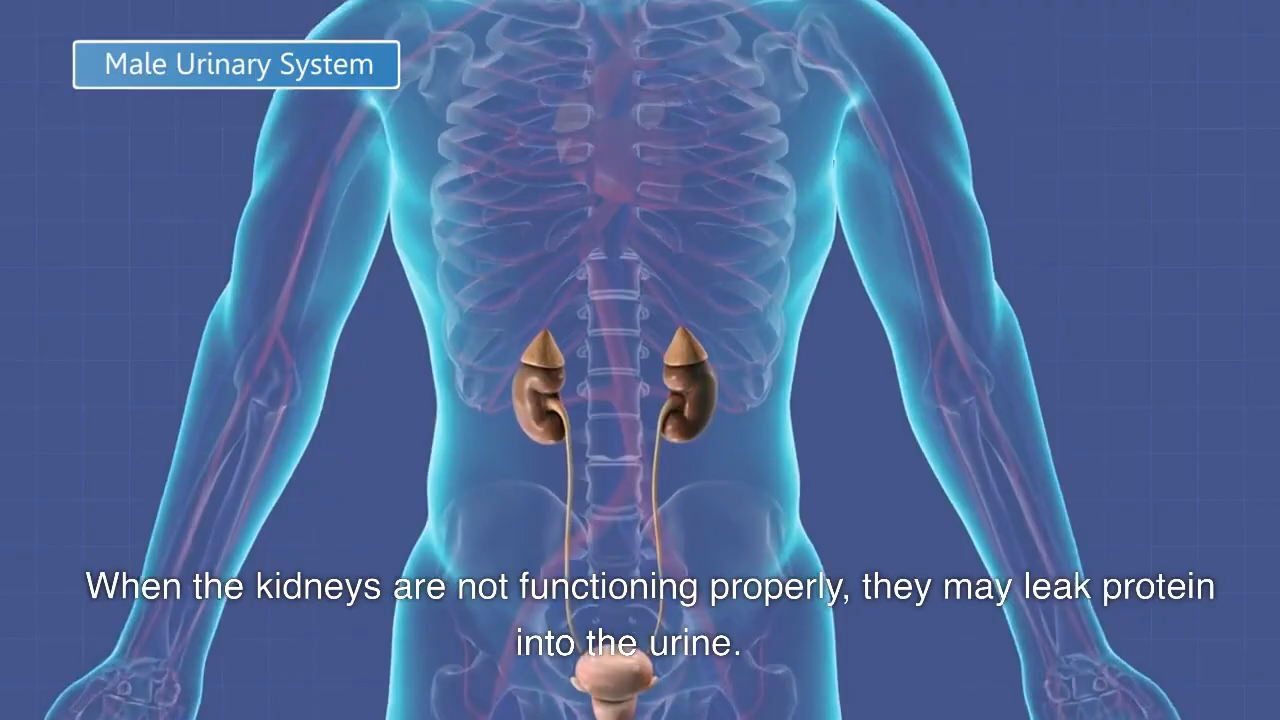 Male Urinary System
When the kidneys are not functioning properly, they may leak protein
into the urine.